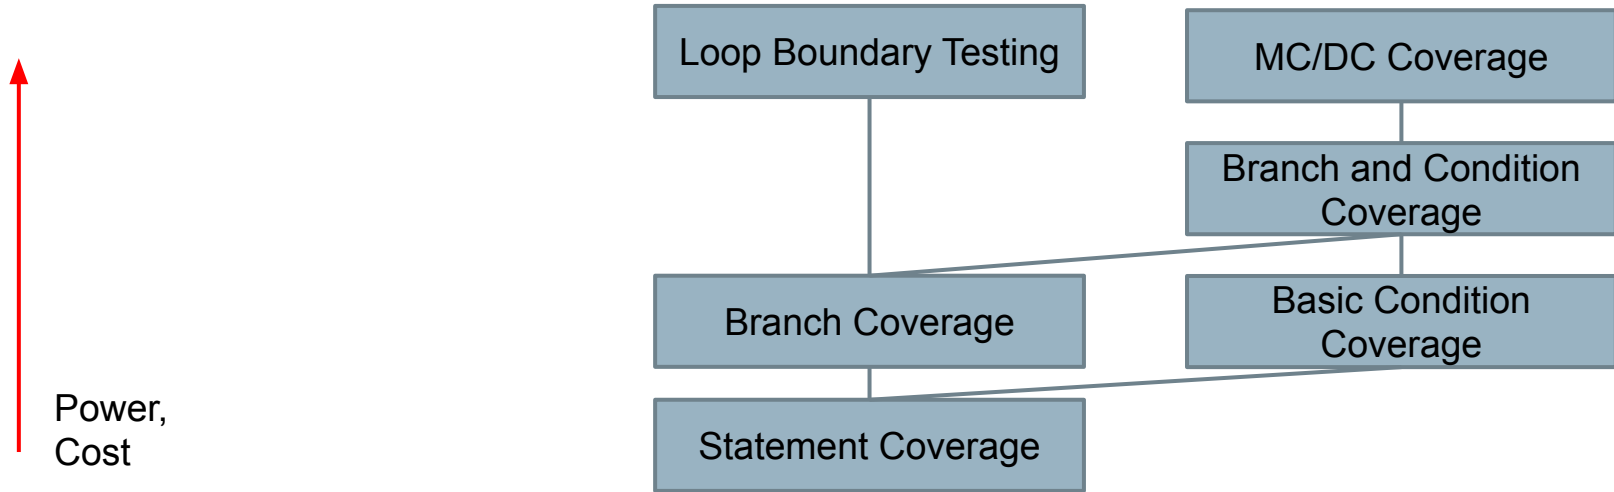 Loop Boundary Testing
MC/DC Coverage
Branch and Condition
Coverage
Branch Coverage
Basic Condition
Coverage
Power,
Cost
Statement Coverage